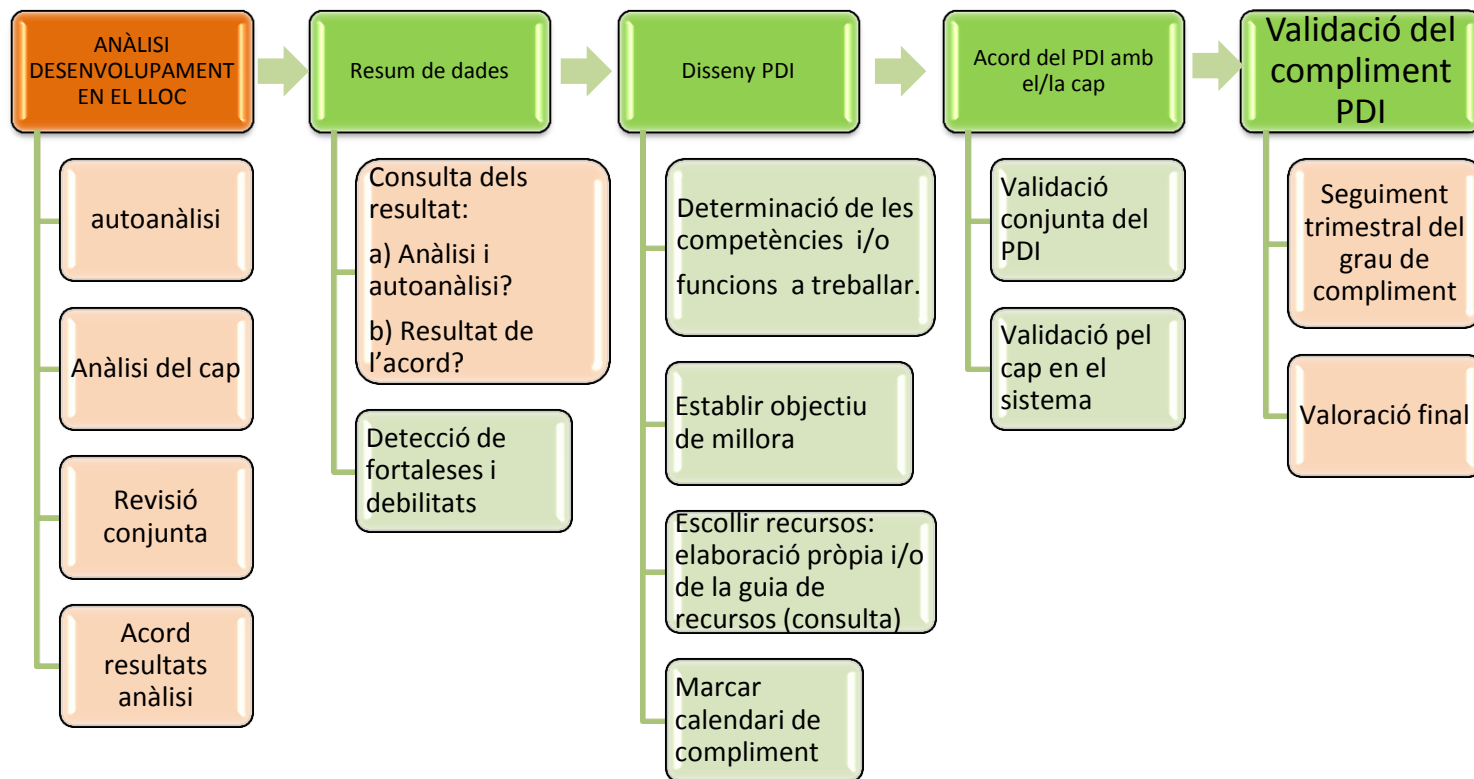 ANÀLISI
DESENVOLUPAMENT
EN EL LLOC
autoanàlisi
Anàlisi del cap
Revisió
conjunta
Acord
resultats
anàlisi
Resum de dades
Consulta dels
resultat:
a) Anàlisi i
autoanàlisi?
b) Resultat de
l'acord?
Detecció de
fortaleses i
debilitats
Disseny PDI
Determinació de les
competències i/o
funcions a treballar.
Establir objectiu
de millora
Escollir recursos:
elaboració pròpia i/o
de la guia de
recursos (consulta)
Marcar
calendari de
compliment
Acord del PDI amb
el/la cap
Validació
conjunta del
PDI
Validació pel
cap en el
sistema
Validació del
compliment
PDI
Seguiment
trimestral del
grau de
compliment
Valoració final